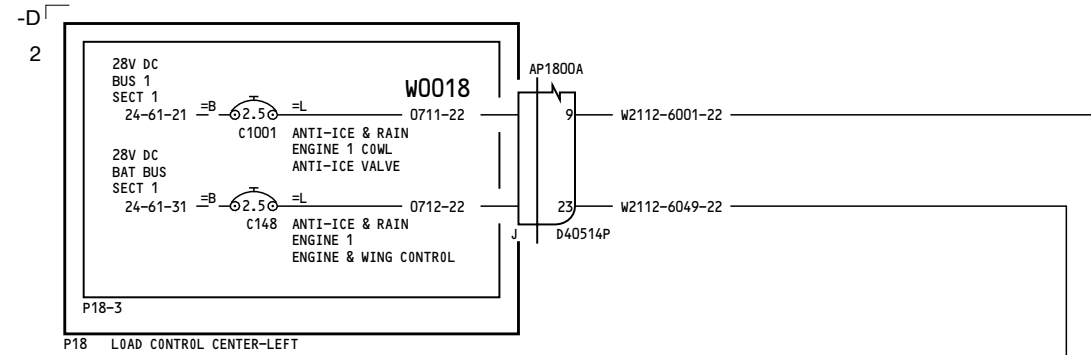 -D
2
28V DC
BUS 1
SECT 1
24-61-21 =B 2.5 =L
C1001
ANTI-ICE & RAIN
ENGINE 1 COWL
ANTI-ICE VALVE
W0018
0711-22
AP1800A
9
W2112-6001-22
28V DC
BAT BUS
SECT 1
24-61-31 =B 2.5 =L
C148
ANTI-ICE & RAIN
ENGINE 1
ENGINE & WING CONTROL
0712-22
23
W2112-6049-22
J D40514P
P18-3
P18 LOAD CONTROL CENTER-LEFT